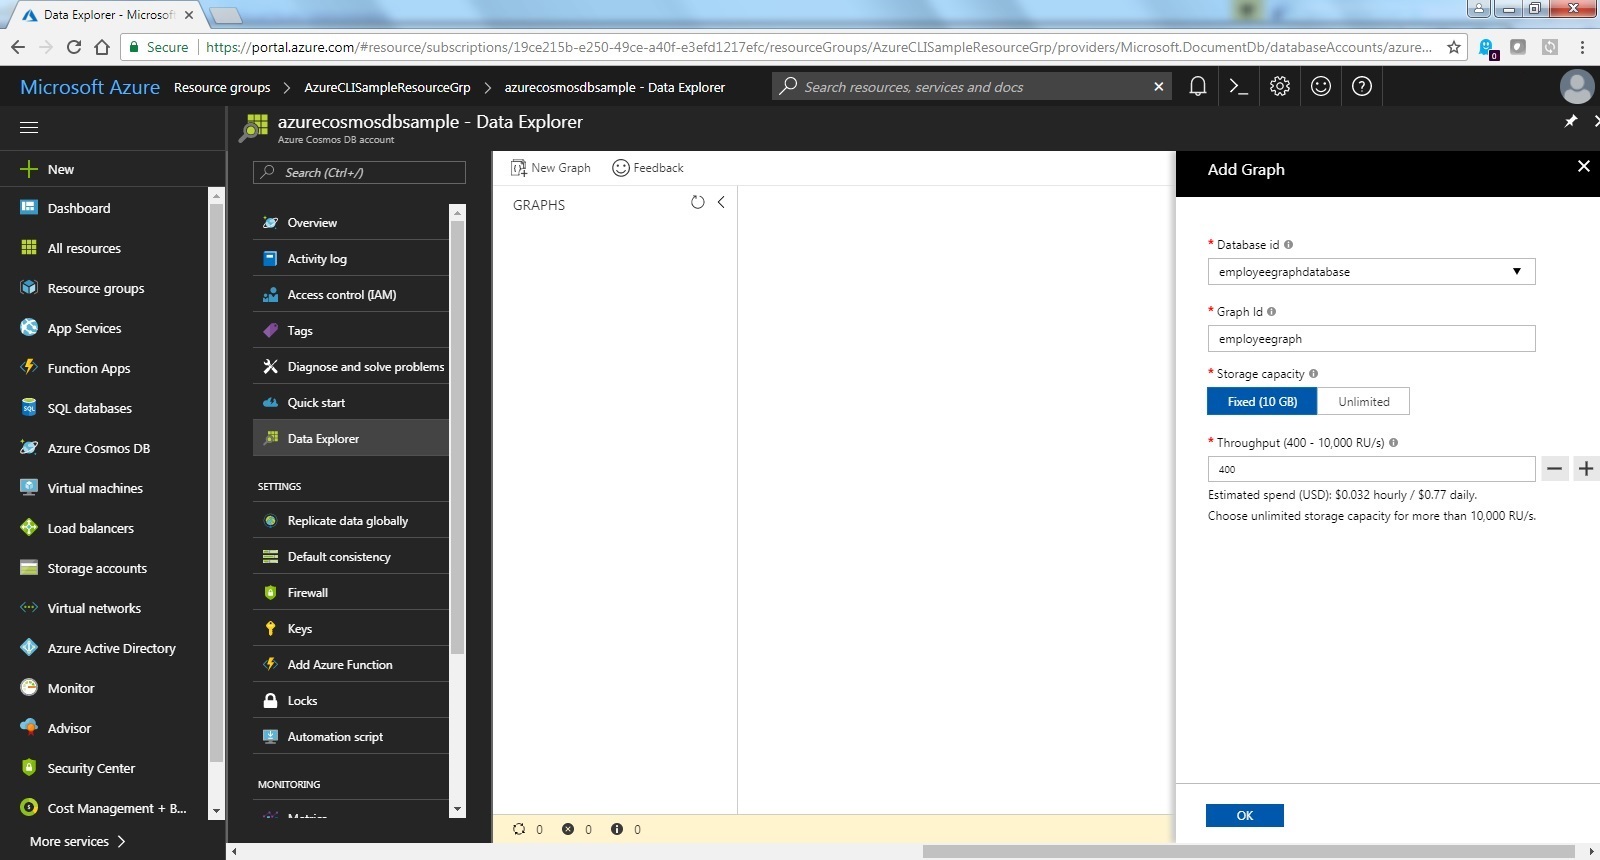 Data Explorer - Microsoft
Secure
https://portal.azure.com/#resource/subscriptions/19ce215b-e250-49ce-a40f-e3efd1217efc/resourceGroups/AzureCLISampleResourceGrp/providers/Microsoft.DocumentDb/databaseAccounts/azure...
0
Microsoft Azure
Resource groups > AzureCLISampleResourceGrp > azurecosmosdbsample - Data Explorer
Search resources, services and docs
New
Dashboard
All resources
Resource groups
App Services
Function Apps
SQL databases
Azure Cosmos DB
Virtual machines
Load balancers
Storage accounts
Virtual networks
Azure Active Directory
Monitor
Advisor
Security Center
Cost Management + B...
More services >
azurecosmosdbsample - Data Explorer
Azure Cosmos DB account
Search (Ctrl+/)
Overview
Activity log
Access control (IAM)
Tags
Diagnose and solve problems
Quick start
Data Explorer
SETTINGS
Replicate data globally
Default consistency
Firewall
Keys
Add Azure Function
Locks
Automation script
MONITORING
Metrics
New Graph
Feedback
GRAPHS
0 0 0
Add Graph
* Database id
employeegraphdatabase
* Graph Id
employeegraph
* Storage capacity
Fixed (10 GB)
Unlimited
* Throughput (400 - 10,000 RU/s)
400
Estimated spend (USD): $0.032 hourly / $0.77 daily.
Choose unlimited storage capacity for more than 10,000 RU/s.
OK